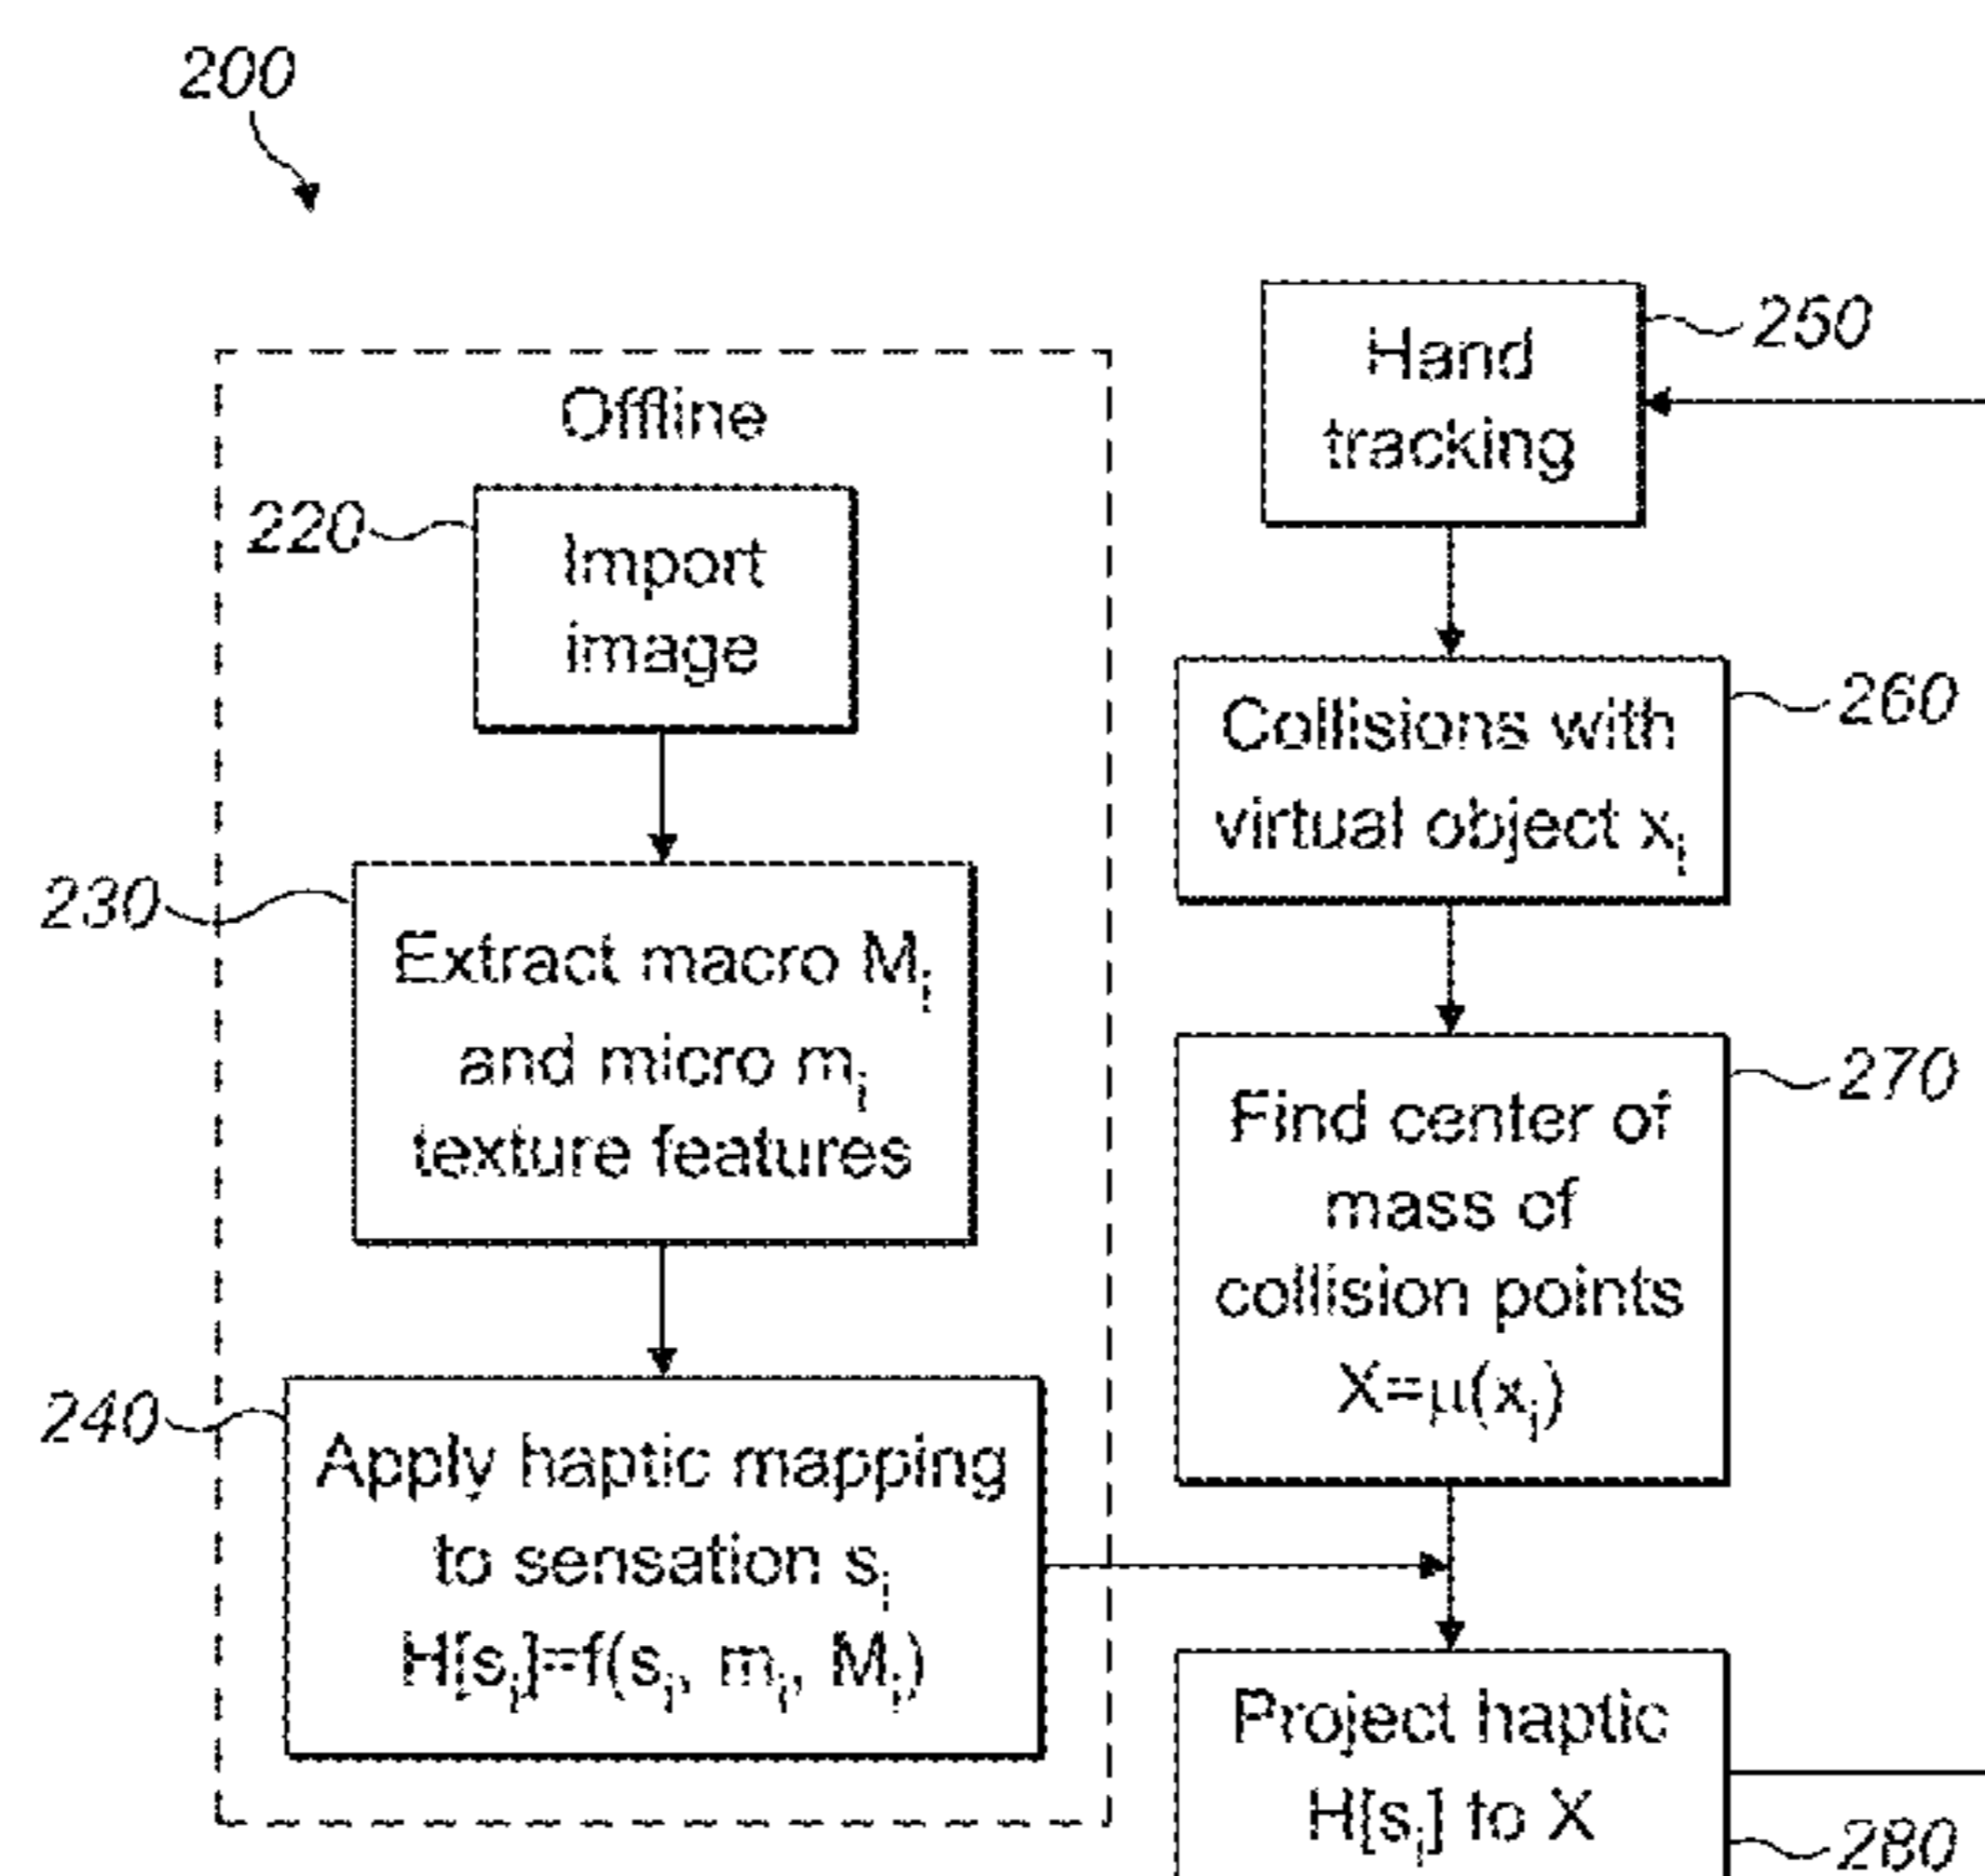 200
Offline
220
Import
image
230
Extract macro Mᵢ
and micro mᵢ
texture features
240
Apply haptic mapping
to sensation sᵢ
H[sᵢ]=f(sᵢ, mᵢ, Mᵢ)
Hand
tracking
250
Collisions with
virtual object xᵢ
260
Find center of
mass of
collision points
X=μ(xᵢ)
270
Project haptic
H[sᵢ] to X
280